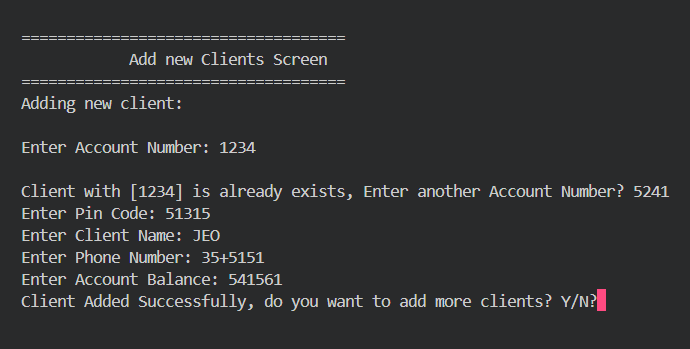 ====================================
Add new Clients Screen
====================================
Adding new client:
Enter Account Number: 1234
Client with [1234] is already exists, Enter another Account Number? 5241
Enter Pin Code: 51315
Enter Client Name: JEO
Enter Phone Number: 35+5151
Enter Account Balance: 541561
Client Added Successfully, do you want to add more clients? Y/N?